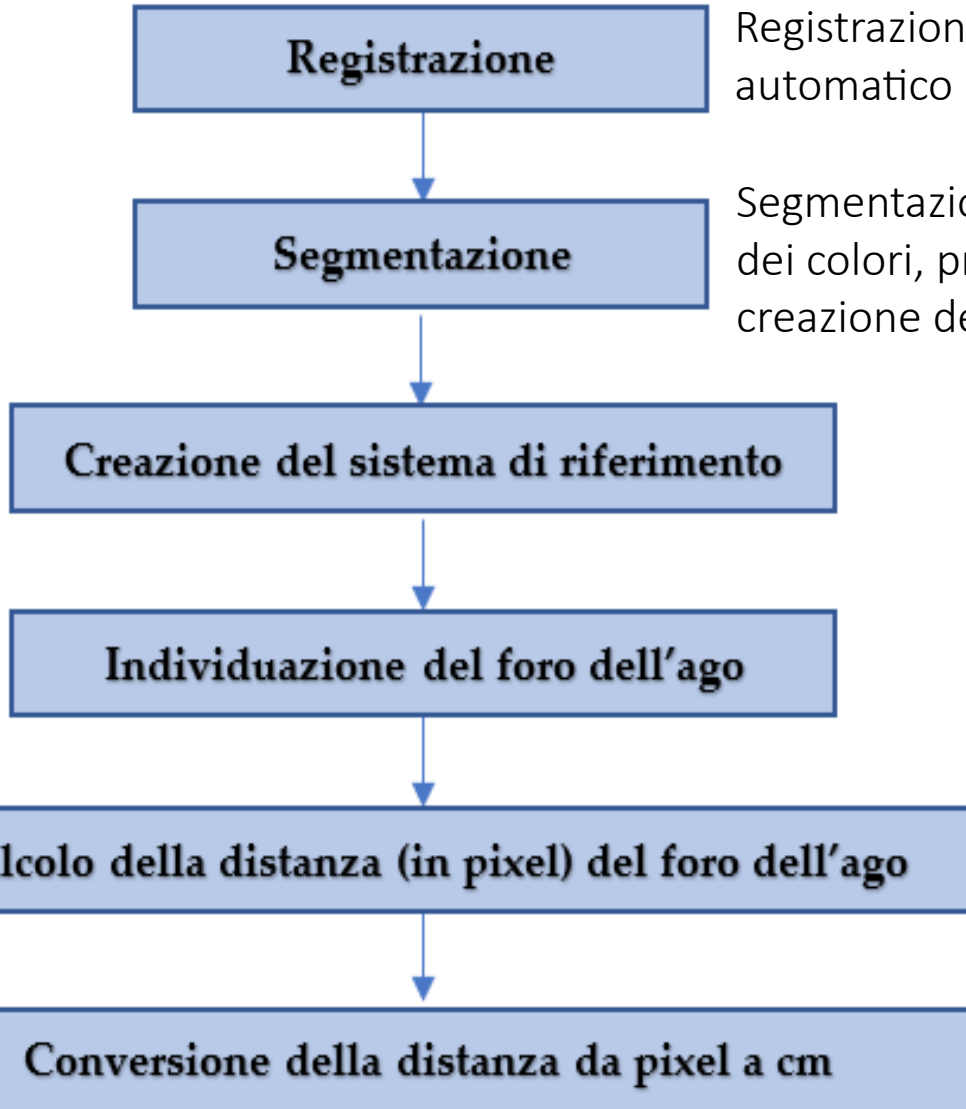 Registrazione
Registrazion
automatico
Segmentazione
Segmentazio
dei colori, pr
creazione de
Creazione del sistema di riferimento
Individuazione del foro dell'ago
lcolo della distanza (in pixel) del foro dell'ago
Conversione della distanza da pixel a cm